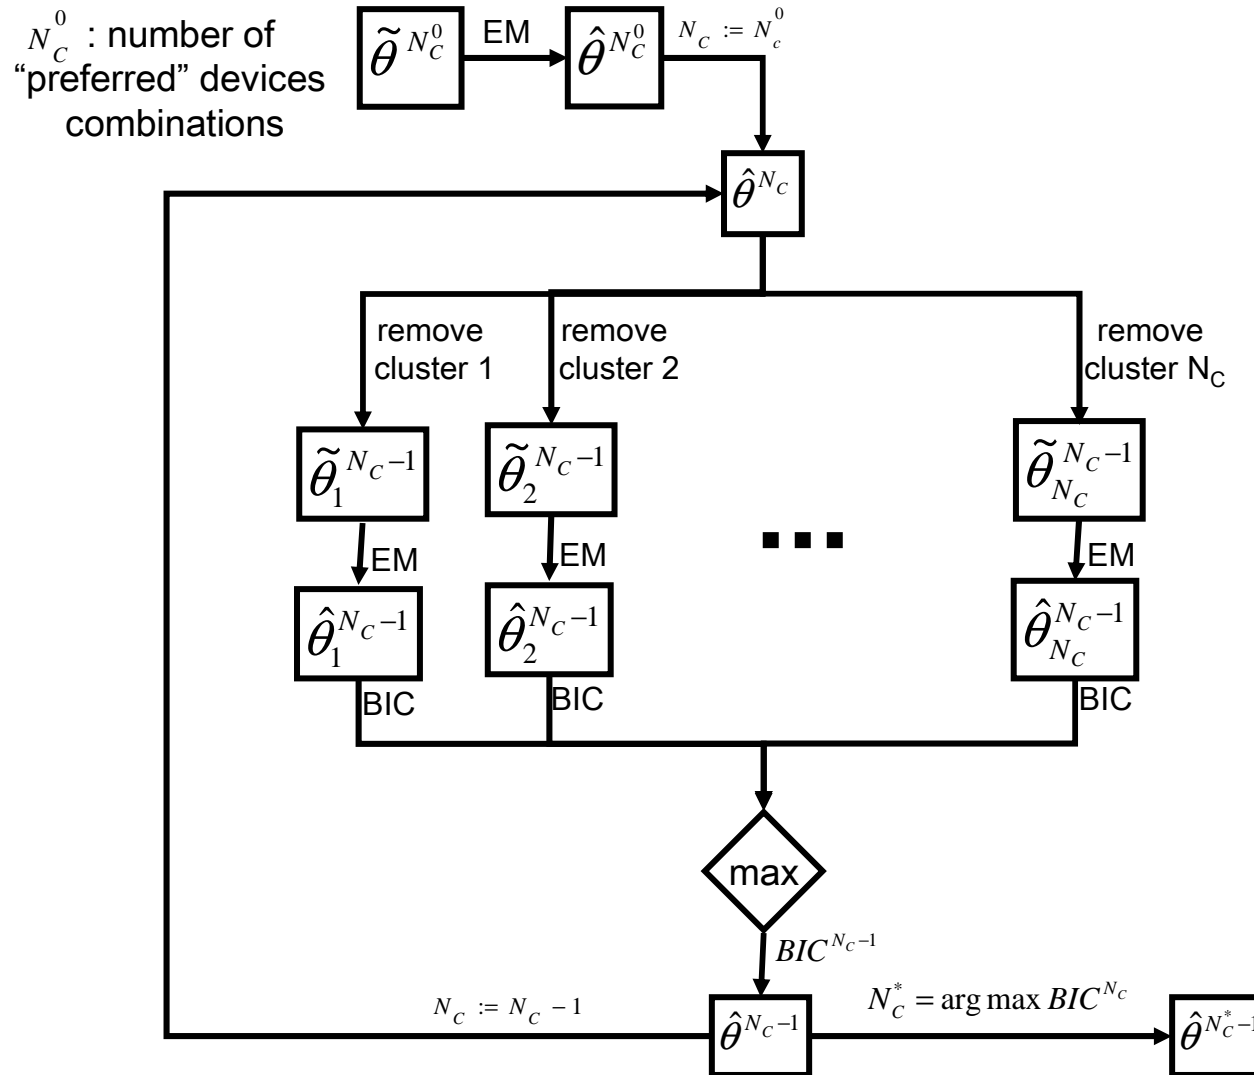 N_C^0 : number of
“preferred” devices
combinations
θ̃^{N_C^0}
EM
θ̂^{N_C^0}
N_C := N_c^0
θ̂^{N_C}
remove
cluster 1
remove
cluster 2
remove
cluster N_C
θ̃_1^{N_C−1}
θ̃_2^{N_C−1}
...
θ̃_{N_C}^{N_C−1}
EM
EM
EM
θ̂_1^{N_C−1}
θ̂_2^{N_C−1}
θ̂_{N_C}^{N_C−1}
BIC
BIC
BIC
max
BIC^{N_C−1}
N_C := N_C − 1
θ̂^{N_C−1}
N_C^* = arg max BIC^{N_C}
θ̂^{N_C^*−1}